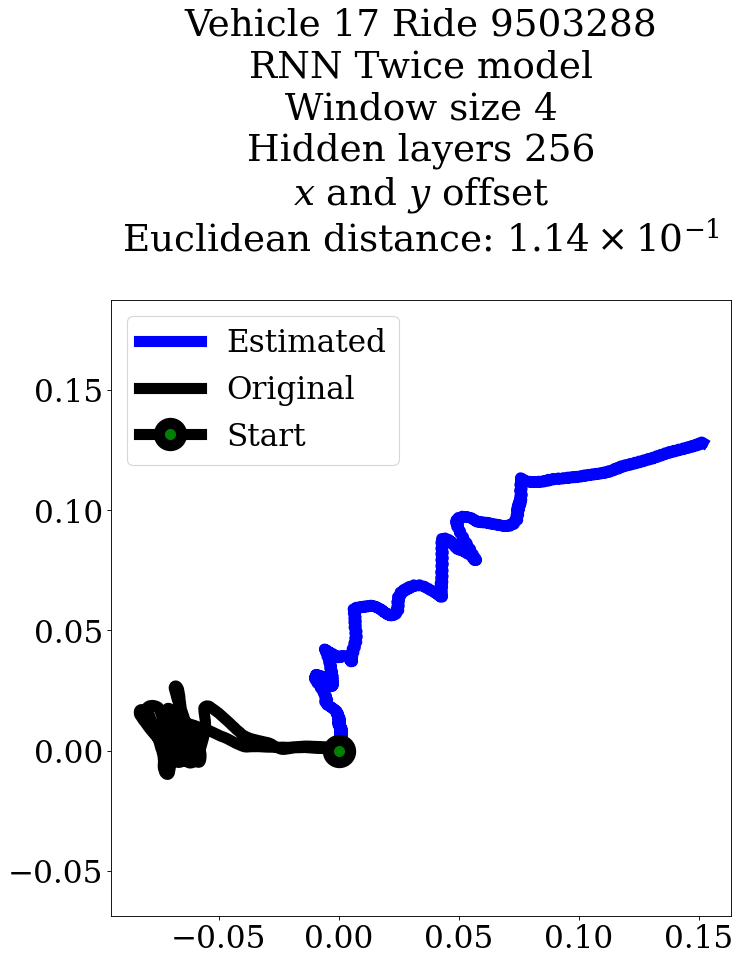 Vehicle 17 Ride 9503288
RNN Twice model
Window size 4
Hidden layers 256
x and y offset
Euclidean distance: 1.14 × 10⁻¹
Estimated
Original
Start
0.15
0.10
0.05
0.00
−0.05
−0.05 0.00 0.05 0.10 0.15